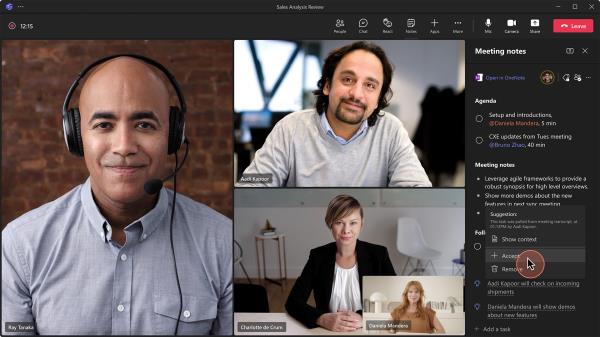 Sales Analysis Review
12:15
People
Chat
React
Notes
Apps
More
Mic
Camera
Share
Leave
Meeting notes
Open in OneNote
Agenda
Setup and introductions,
@Daniela Mandera, 5 min
CXE updates from Tues meeting
@Bruno Zhao, 40 min
Meeting notes
Leverage agile frameworks to provide a
robust synopsis for high level overviews.
Show more demos about the new
features in next sync meeting
Suggestion:
This task was pulled from meeting transcript, at
01:15PM by Aadi Kapoor.
Show context
Accept
Remove
Aadi Kapoor will check on incoming
shipments
Daniela Mandera will show demos
about new features
Add a task
Aadi Kapoor
Ray Tanaka
Charlotte de Crum
Daniela Mandera